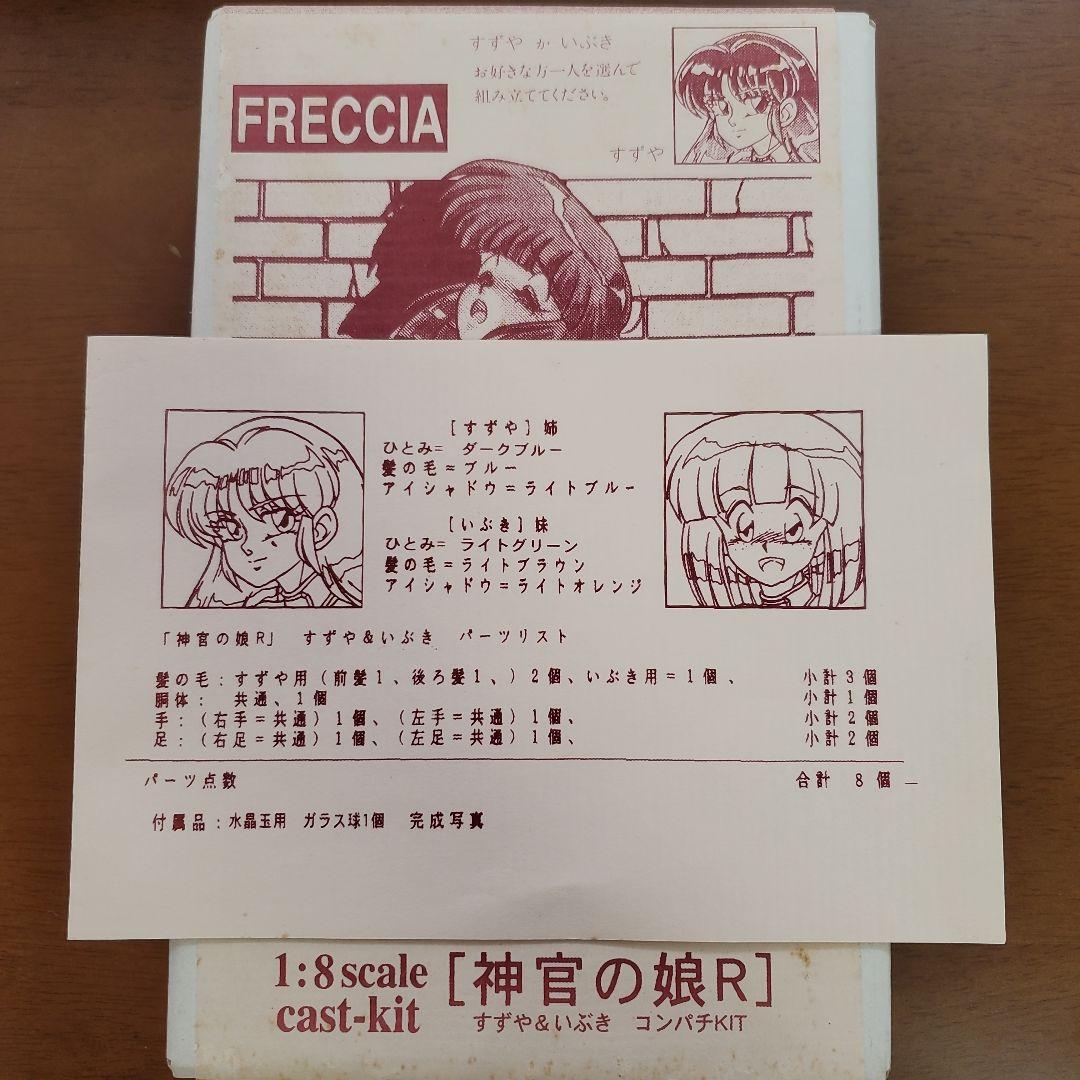 すずや か いぶき
お好きな方一人を選んで
組み立ててください。
FRECCIA
すずや
[すずや] 姉
ひとみ= ダークブルー
髪の毛=ブルー
アイシャドウ=ライトブルー
[いぶき] 妹
ひとみ= ライトグリーン
髪の毛=ライトブラウン
アイシャドウ=ライトオレンジ
「神官の娘R」 すずや&いぶき パーツリスト
髪の毛:すずや用(前髪1、後ろ髪1、)2個、いぶき用=1個、 小計3個
胴体: 共通、1個 小計1個
手:(右手=共通)1個、(左手=共通)1個、 小計2個
足:(右足=共通)1個、(左足=共通)1個、 小計2個
パーツ点数 合計 8個
付属品:水晶玉用 ガラス球1個 完成写真
1:8 scale
cast-kit
[神官の娘R]
すずや&いぶき コンパチKIT